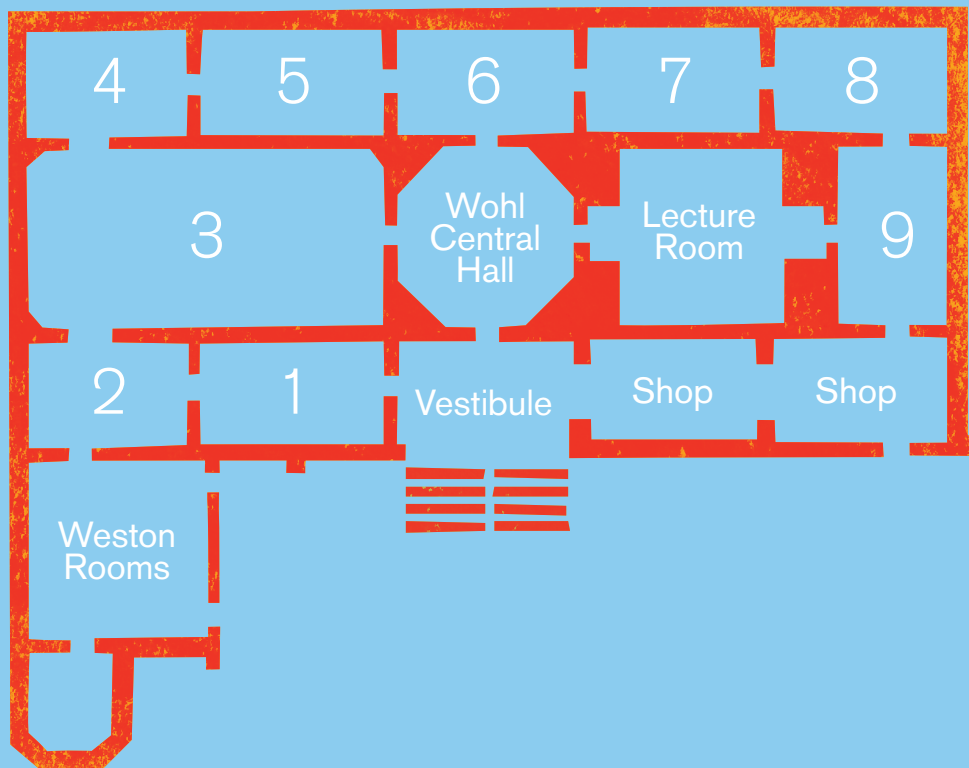 4
5
6
7
8
3
Wohl
Central
Hall
Lecture
Room
9
2
1
Vestibule
Shop
Shop
Weston
Rooms